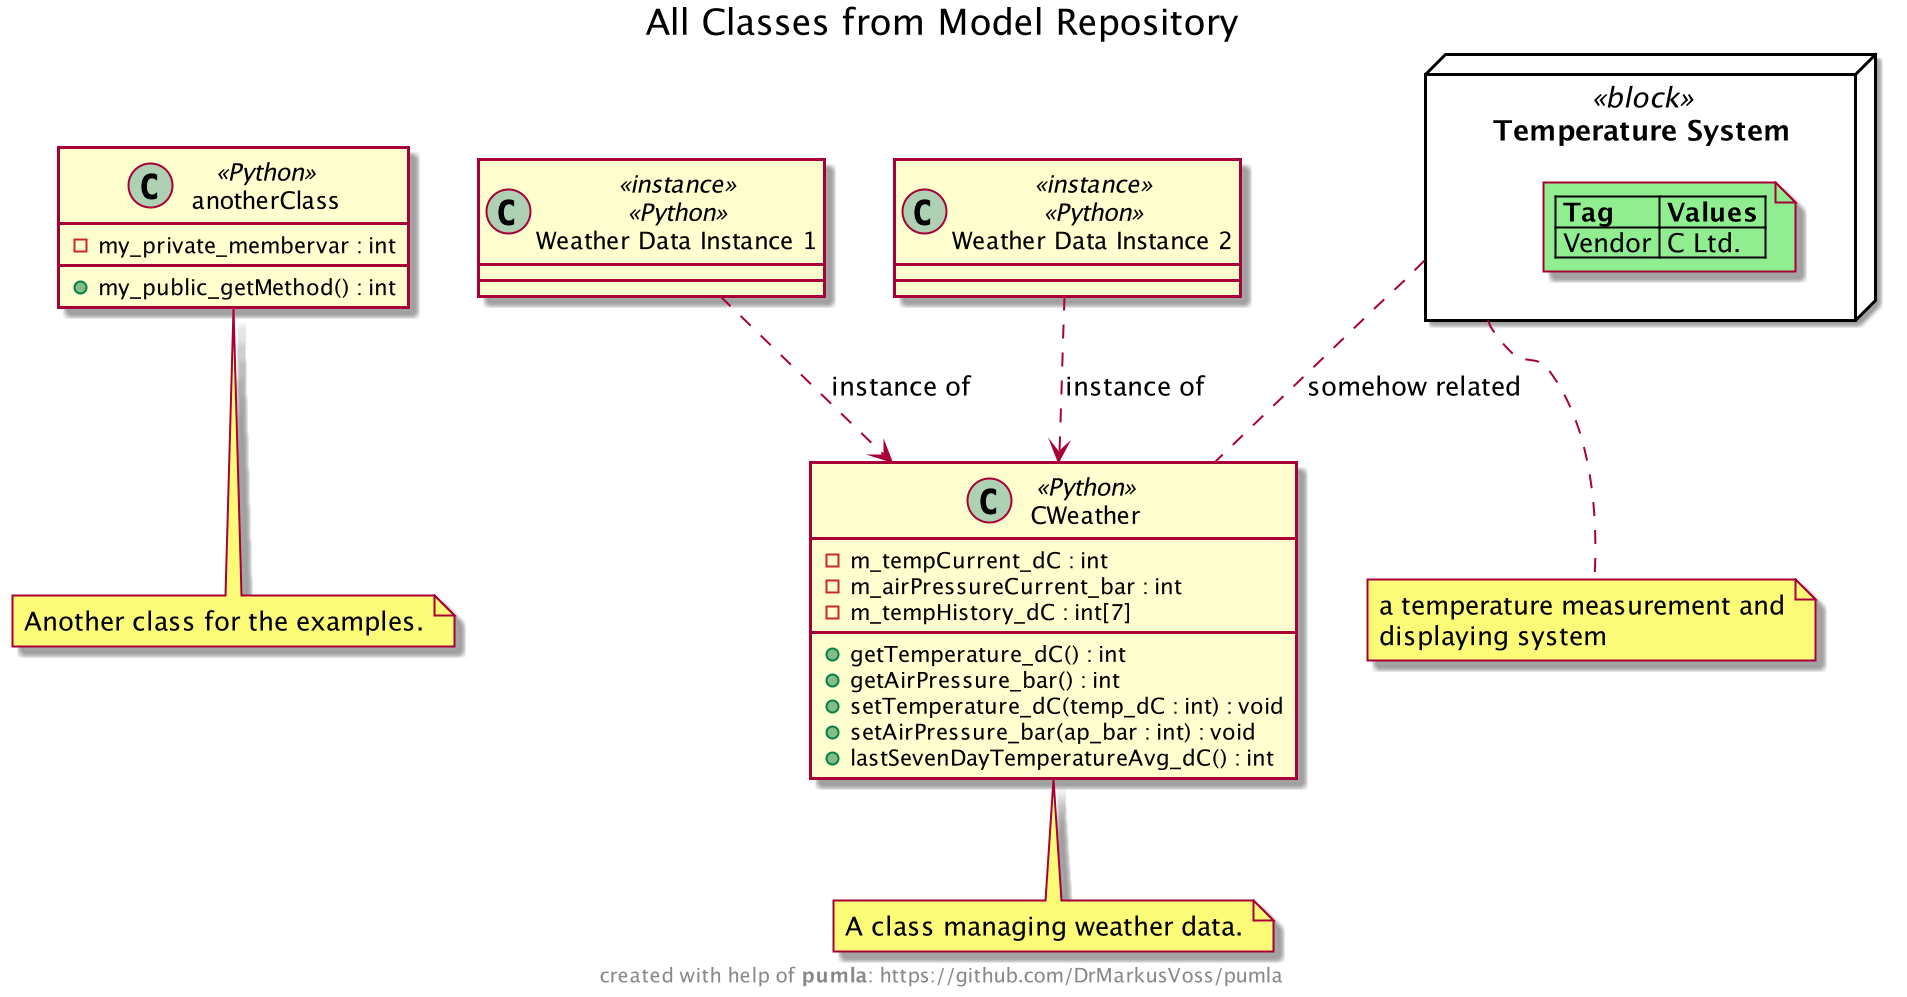 All Classes from Model Repository
C
«Python»
anotherClass
my_private_membervar : int
my_public_getMethod() : int
C
«instance»
«Python»
Weather Data Instance 1
C
«instance»
«Python»
Weather Data Instance 2
«block»
Temperature System
Tag Values
Vendor C Ltd.
instance of
instance of
somehow related
C
«Python»
CWeather
m_tempCurrent_dC : int
m_airPressureCurrent_bar : int
m_tempHistory_dC : int[7]
getTemperature_dC() : int
getAirPressure_bar() : int
setTemperature_dC(temp_dC : int) : void
setAirPressure_bar(ap_bar : int) : void
lastSevenDayTemperatureAvg_dC() : int
Another class for the examples.
a temperature measurement and
displaying system
A class managing weather data.
created with help of pumla: https://github.com/DrMarkusVoss/pumla